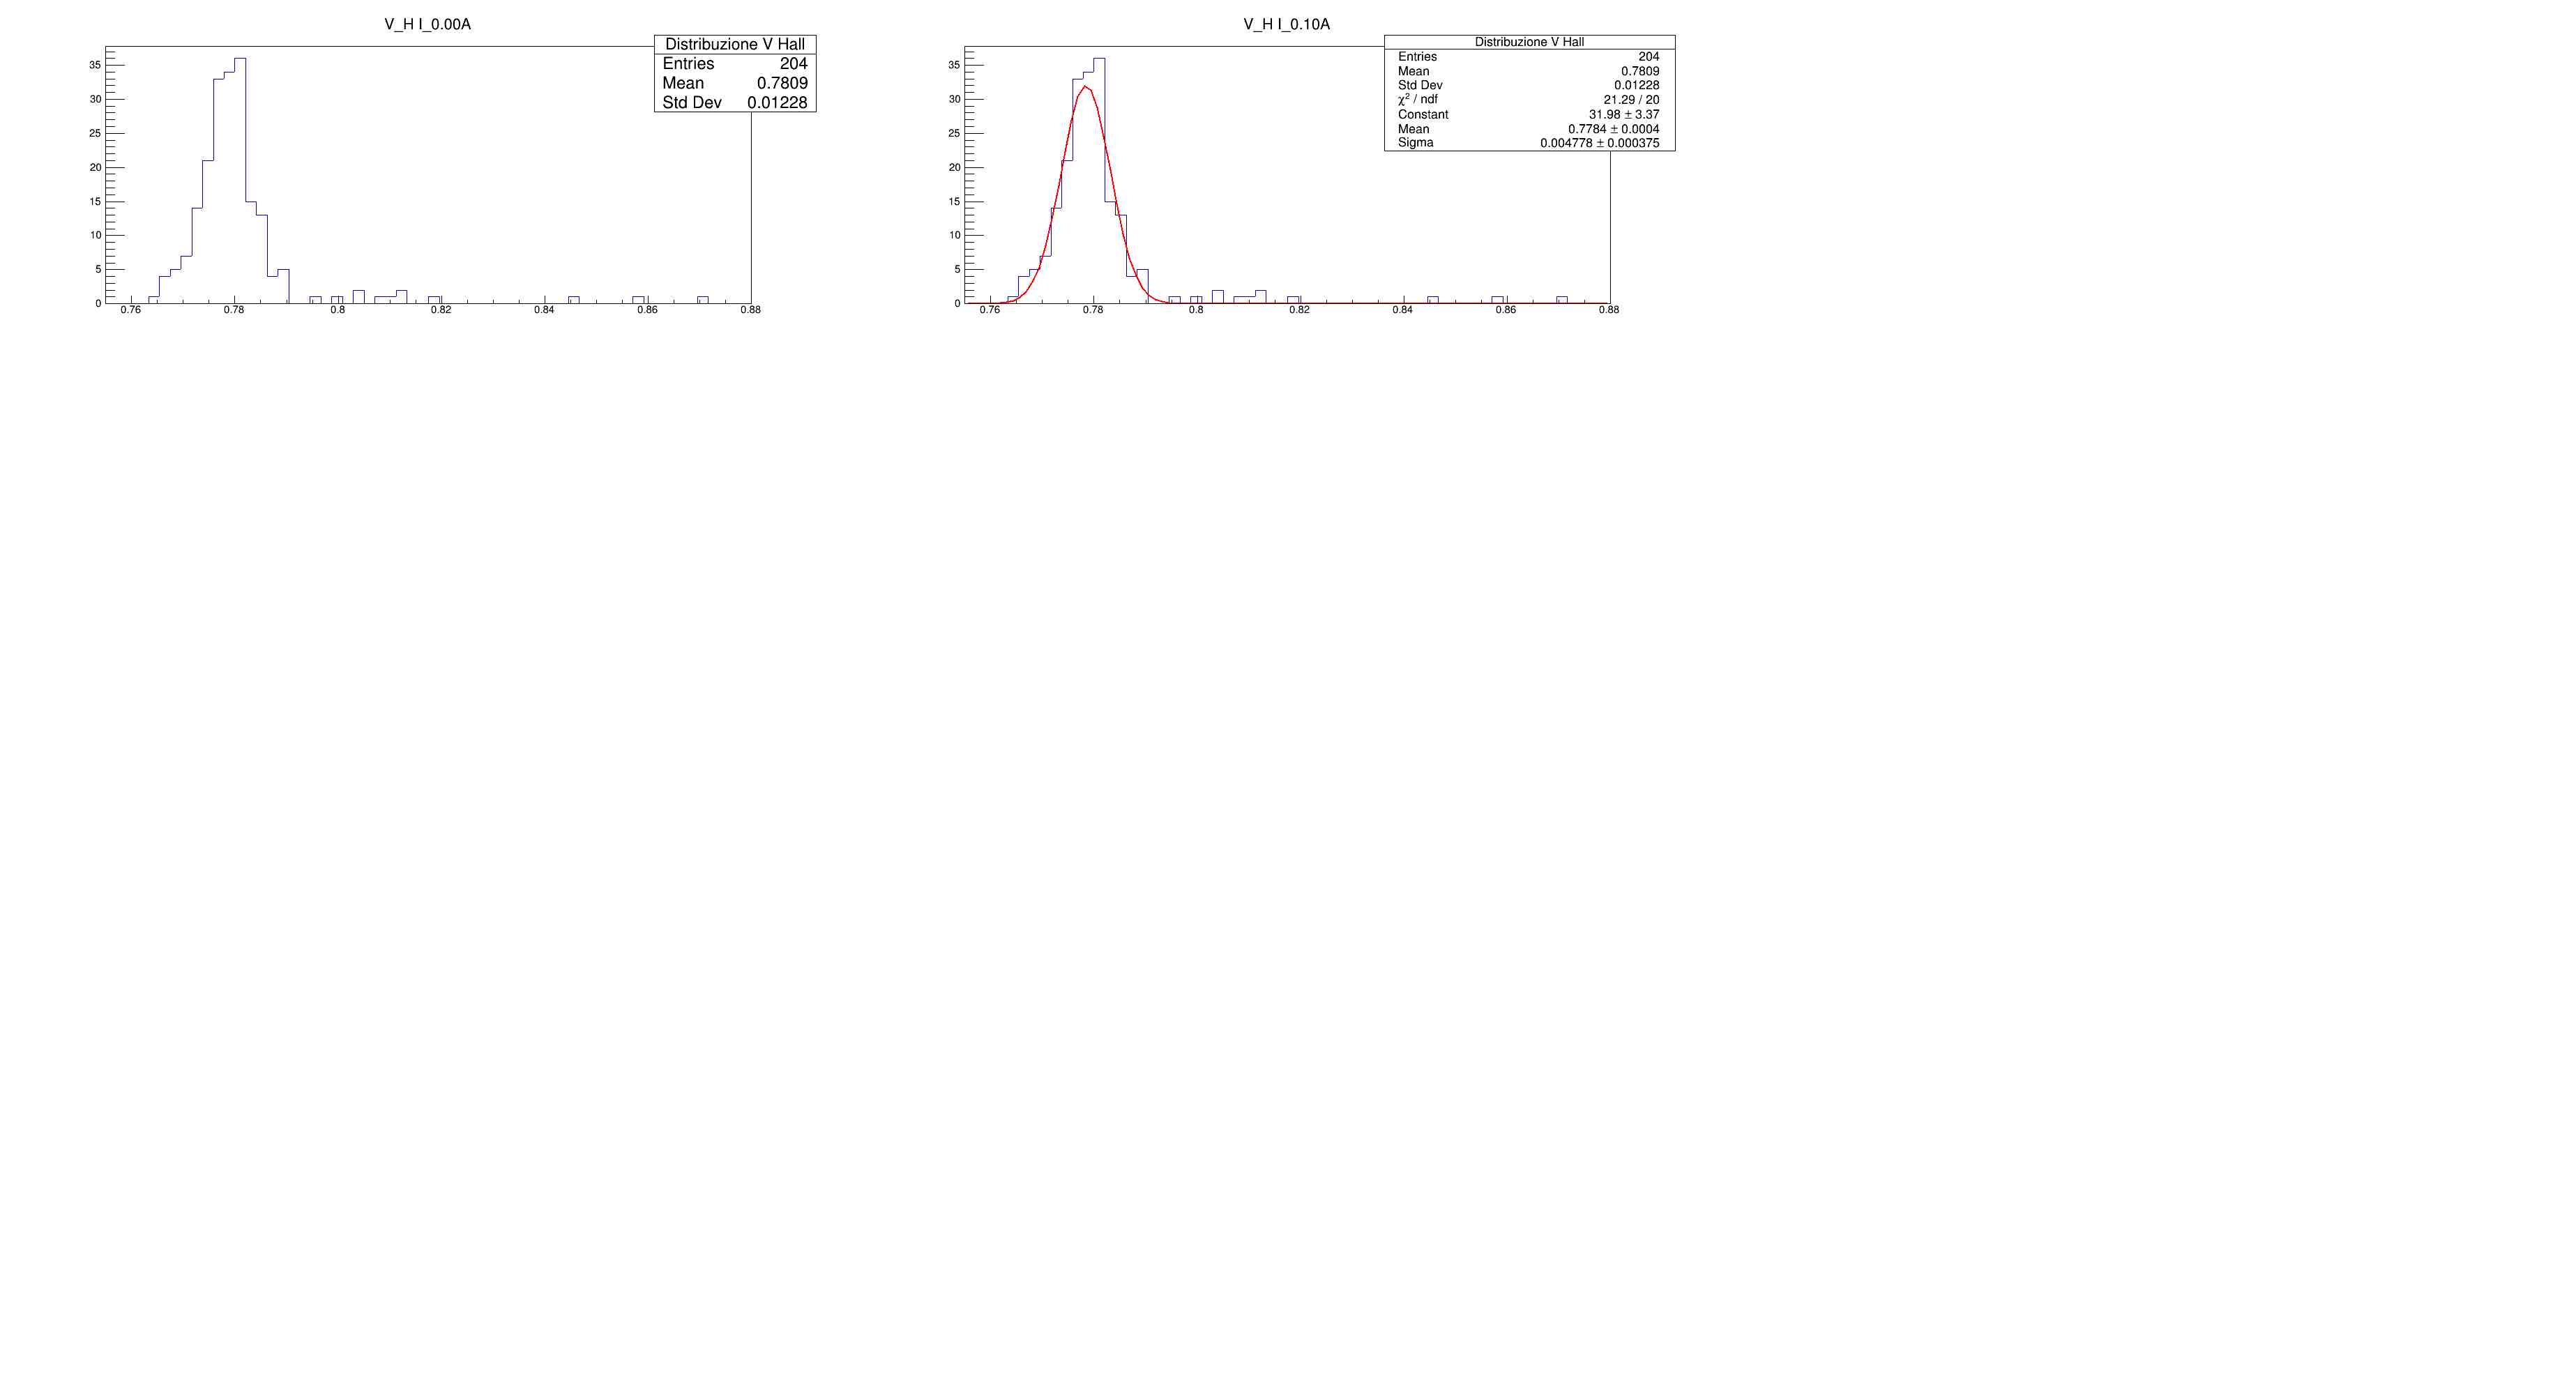 V_H I_0.00A
Distribuzione V Hall
Entries 204
Mean 0.7809
Std Dev 0.01228
35
30
25
20
15
10
5
0
0.76 0.78 0.8 0.82 0.84 0.86 0.88
V_H I_0.10A
Distribuzione V Hall
Entries 204
Mean 0.7809
Std Dev 0.01228
χ² / ndf 21.29 / 20
Constant 31.98 ± 3.37
Mean 0.7784 ± 0.0004
Sigma 0.004778 ± 0.000375
35
30
25
20
15
10
5
0
0.76 0.78 0.8 0.82 0.84 0.86 0.88